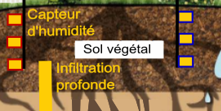 Capteur
d'humidité
Sol végétal
Infiltration
profonde